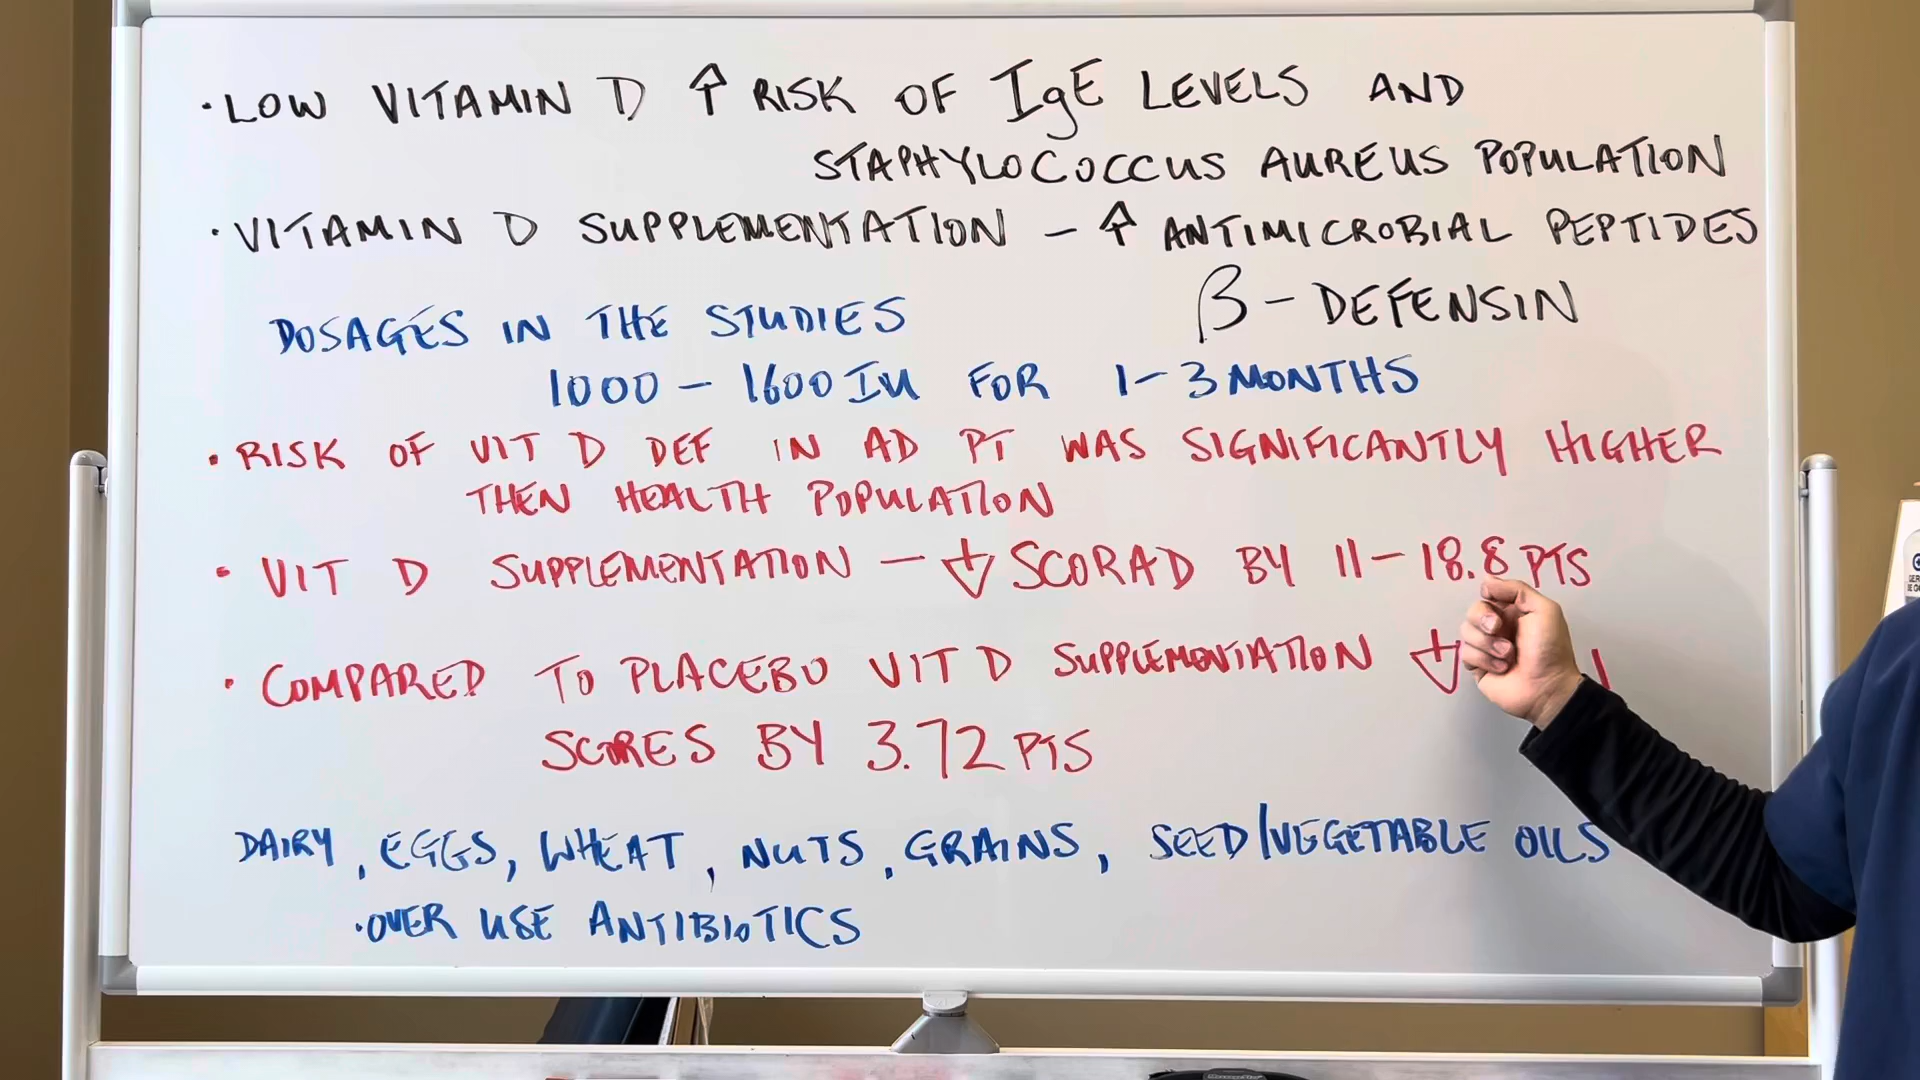 · LOW VITAMIN D ⇧ RISK OF IgE LEVELS AND
STAPHYLOCOCCUS AUREUS POPULATION
· VITAMIN D SUPPLEMENTATION – ⇧ ANTIMICROBIAL PEPTIDES
β – DEFENSIN
DOSAGES IN THE STUDIES
1000 – 1600 IU FOR 1 – 3 MONTHS
· RISK OF VIT D DEF IN AD PT WAS SIGNIFICANTLY HIGHER
THEN HEALTH POPULATION
· VIT D SUPPLEMENTATION – ⇩ SCORAD BY 11 – 18.8 PTS
· COMPARED TO PLACEBO VIT D SUPPLEMENTATION ⇩
SCORES BY 3.72 PTS
DAIRY, EGGS, WHEAT, NUTS, GRAINS, SEED/VEGETABLE OILS
· OVER USE ANTIBIOTICS